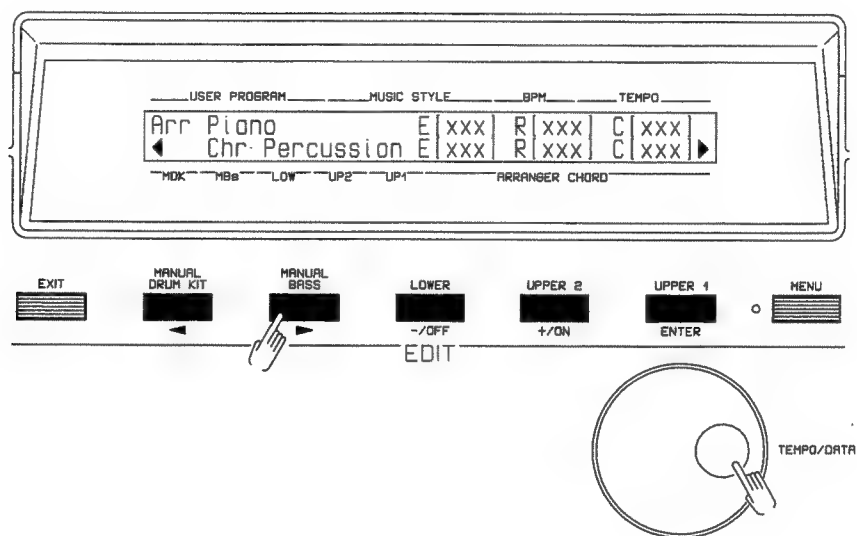 USER PROGRAM MUSIC STYLE BPM TEMPO
Arr Piano E[xxx] R[xxx] C[xxx]
◀ Chr·Percussion E[xxx] R[xxx] C[xxx]▶
MDK MBs LOW UP2 UP1 ARRANGER CHORD
EXIT MANUAL DRUM KIT MANUAL BASS LOWER UPPER 2 UPPER 1 MENU
◀ ▶ -/OFF +/ON ENTER
EDIT
TEMPO/DATA